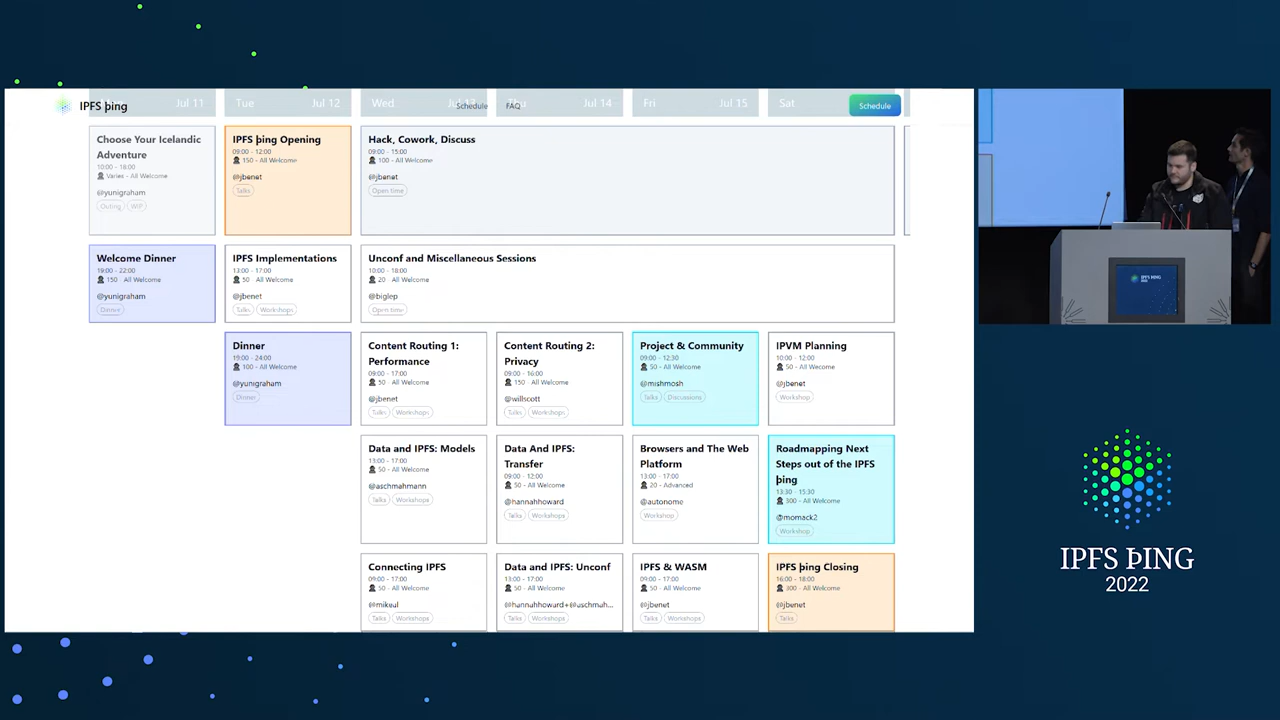 IPFS þing
Jul 11
Tue
Jul 12
Wed
Jul 13
Schedule
FAQ
Thu
Jul 14
Fri
Jul 15
Sat
Schedule
Choose Your Icelandic
Adventure
10:00 - 18:00
Varies - All Welcome
@yunigraham
Outing
WIP
IPFS þing Opening
09:00 - 12:00
150 - All Welcome
@jbenet
Talks
Hack, Cowork, Discuss
09:00 - 15:00
100 - All Welcome
@jbenet
Open time
Welcome Dinner
19:00 - 22:00
150 - All Welcome
@yunigraham
Dinner
IPFS Implementations
13:00 - 17:00
50 - All Welcome
@jbenet
Talks
Workshops
Unconf and Miscellaneous Sessions
10:00 - 18:00
20 - All Welcome
@biglep
Open time
Dinner
19:00 - 24:00
100 - All Welcome
@yunigraham
Dinner
Content Routing 1:
Performance
09:00 - 17:00
50 - All Welcome
@jbenet
Talks
Workshops
Content Routing 2:
Privacy
09:00 - 16:00
150 - All Welcome
@willscott
Talks
Workshops
Project & Community
09:00 - 12:30
50 - All Welcome
@mishmosh
Talks
Discussions
IPVM Planning
10:00 - 12:00
50 - All Welcome
@jbenet
Workshop
Data and IPFS: Models
13:00 - 17:00
50 - All Welcome
@aschmahmann
Talks
Workshops
Data And IPFS:
Transfer
09:00 - 12:00
50 - All Welcome
@hannahhoward
Talks
Workshops
Browsers and The Web
Platform
13:00 - 17:00
20 - Advanced
@autonome
Workshop
Roadmapping Next
Steps out of the IPFS
þing
13:30 - 15:30
300 - All Welcome
@momack2
Workshop
Connecting IPFS
09:00 - 17:00
50 - All Welcome
@mikeal
Talks
Workshops
Data and IPFS: Unconf
13:00 - 17:00
50 - All Welcome
@hannahhoward+@aschmah...
Talks
Workshops
IPFS & WASM
09:00 - 17:00
50 - All Welcome
@jbenet
Talks
Workshops
IPFS þing Closing
16:00 - 18:00
300 - All Welcome
@jbenet
Talks
IPFS ÞING
IPFS ÞING
2022